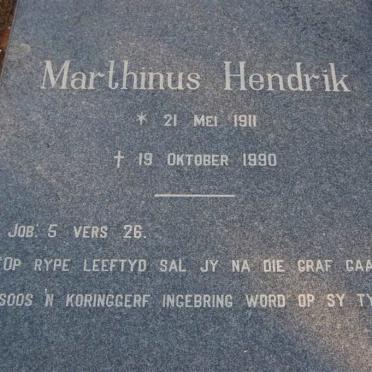 Marthinus Hendrik
* 21 MEI 1911
† 19 OKTOBER 1990
JOB. 5 VERS 26.
"OP RYPE LEEFTYD SAL JY NA DIE GRAF GAA
SOOS 'N KORINGGERF INGEBRING WORD OP SY TY